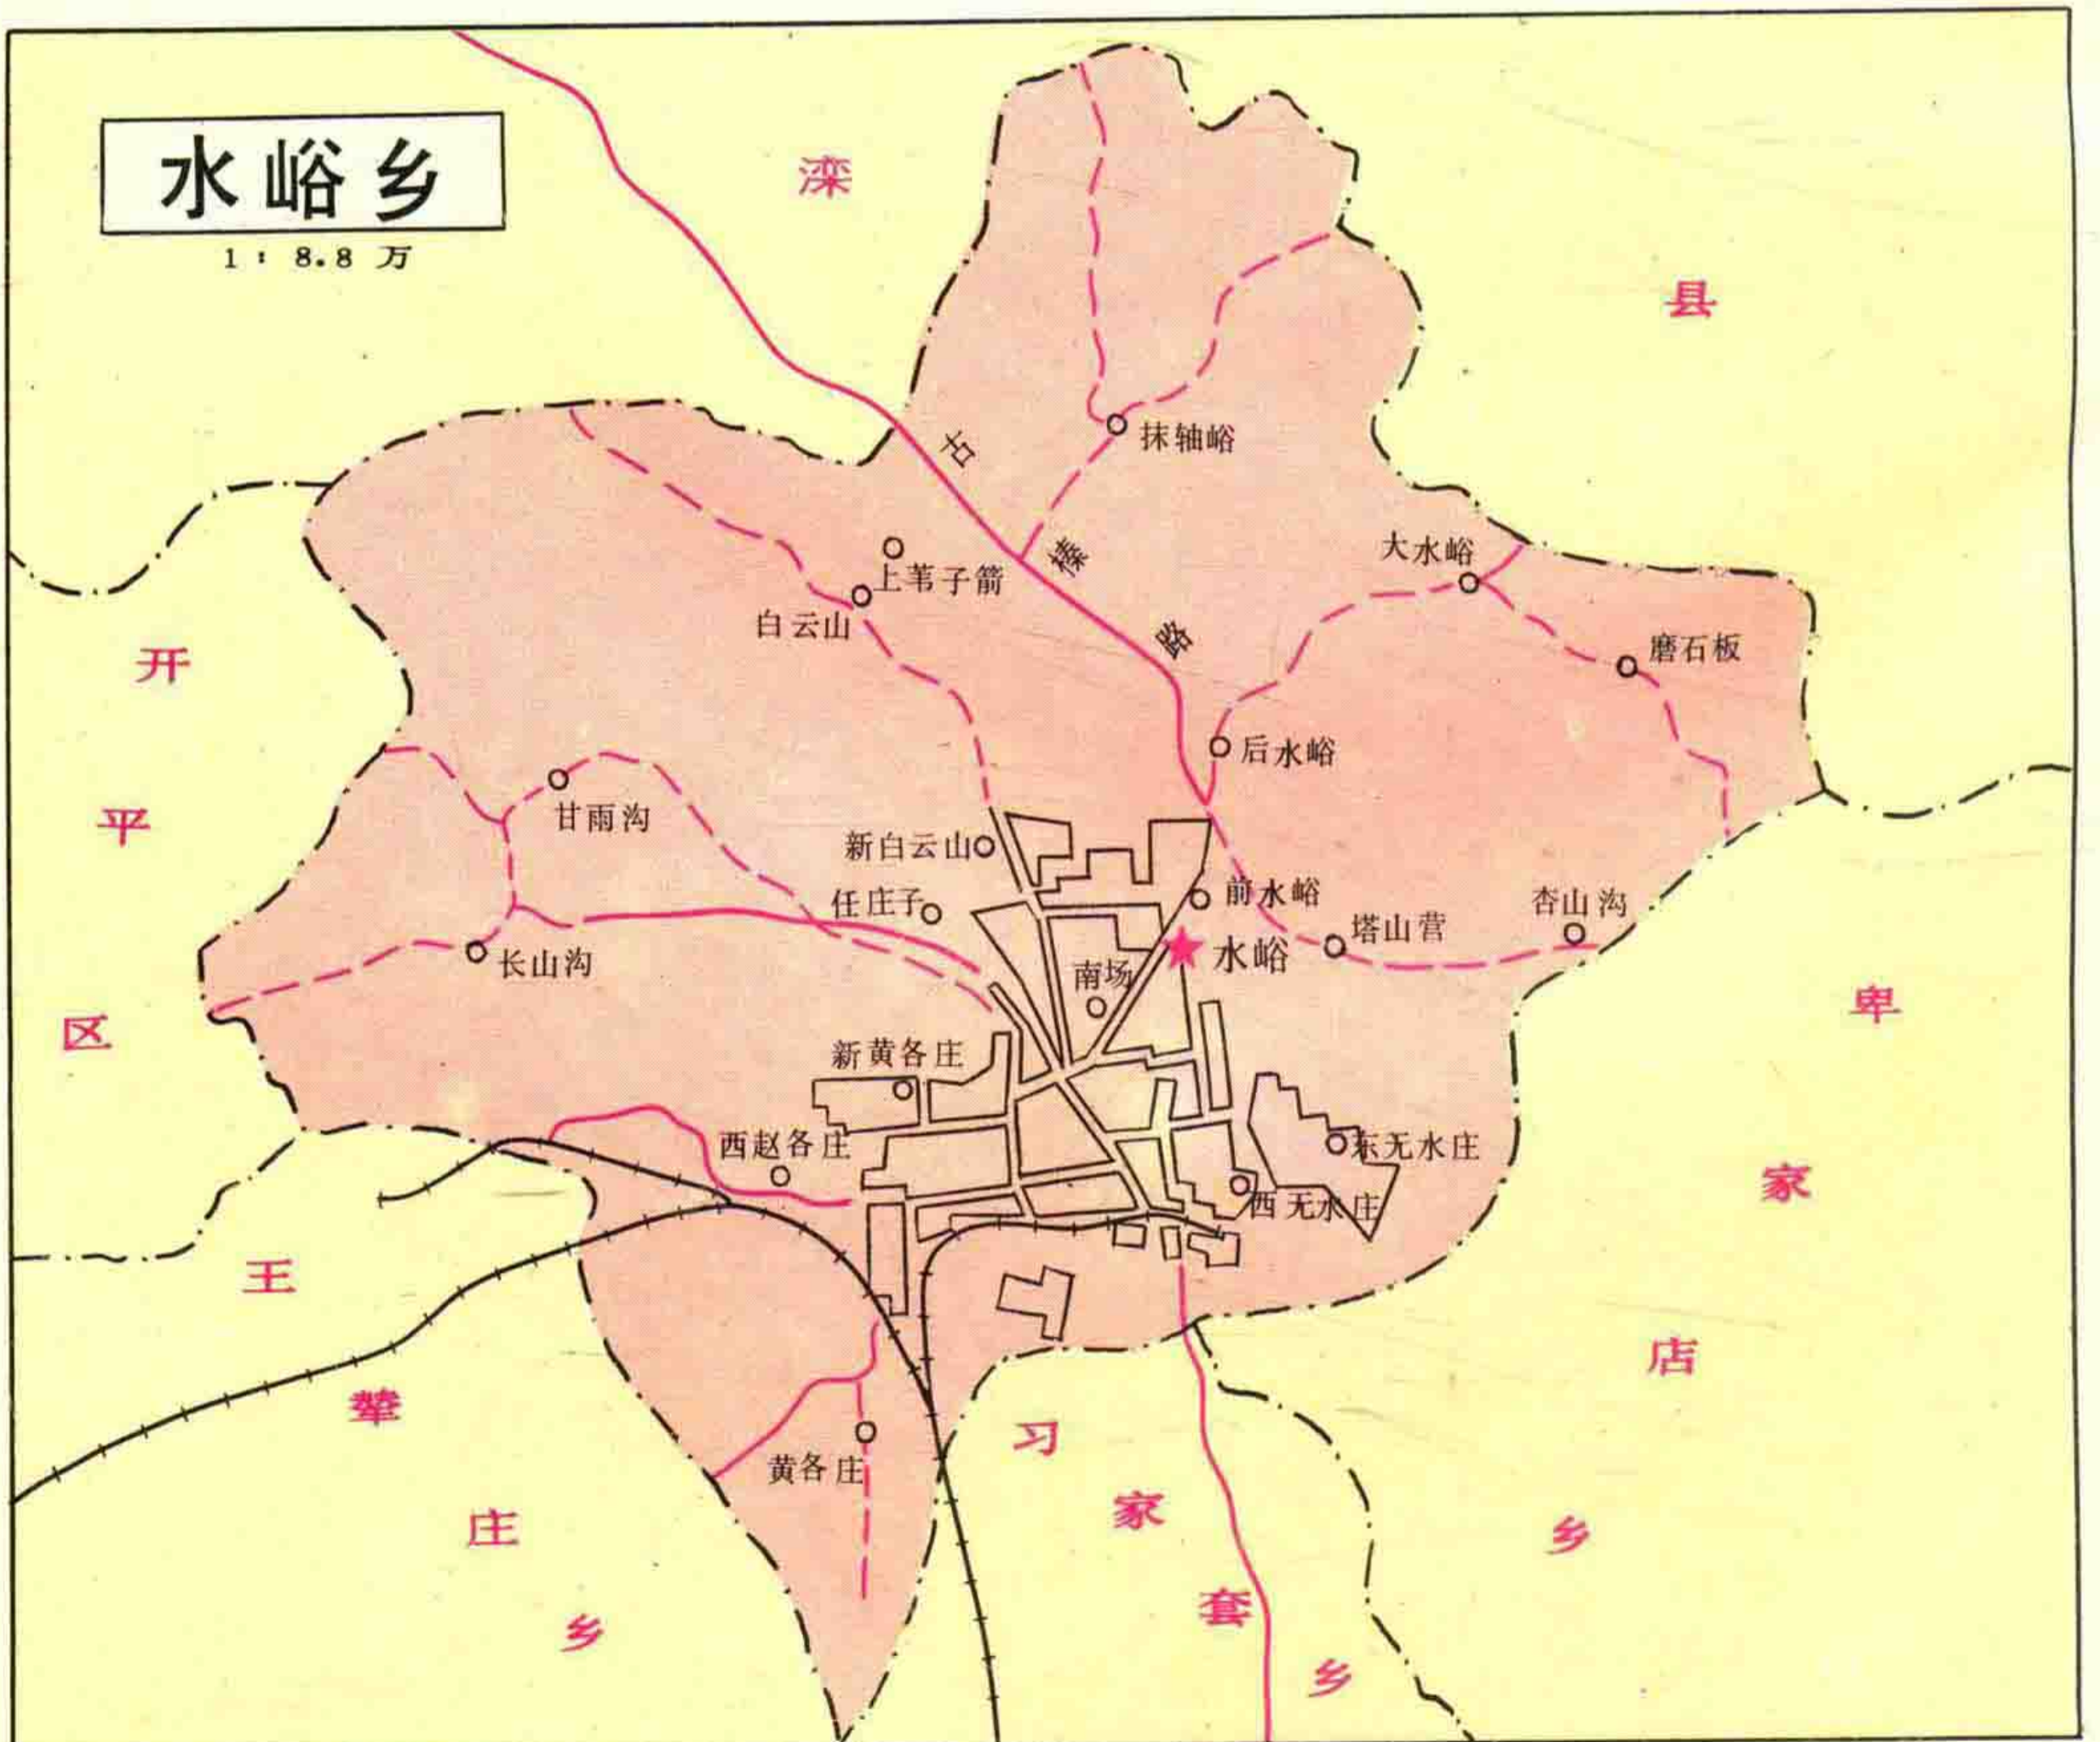 水峪乡
1：8.8 万
滦县
开平区
古榛路
抹轴峪
大水峪
上苇子箭
白云山
磨石板
后水峪
甘雨沟
新白云山
任庄子
前水峪
杏山沟
塔山营
水峪
长山沟
南场
新黄各庄
西赵各庄
东无水庄
西无水庄
黄各庄
王辇庄乡
习家套乡
卑家店乡